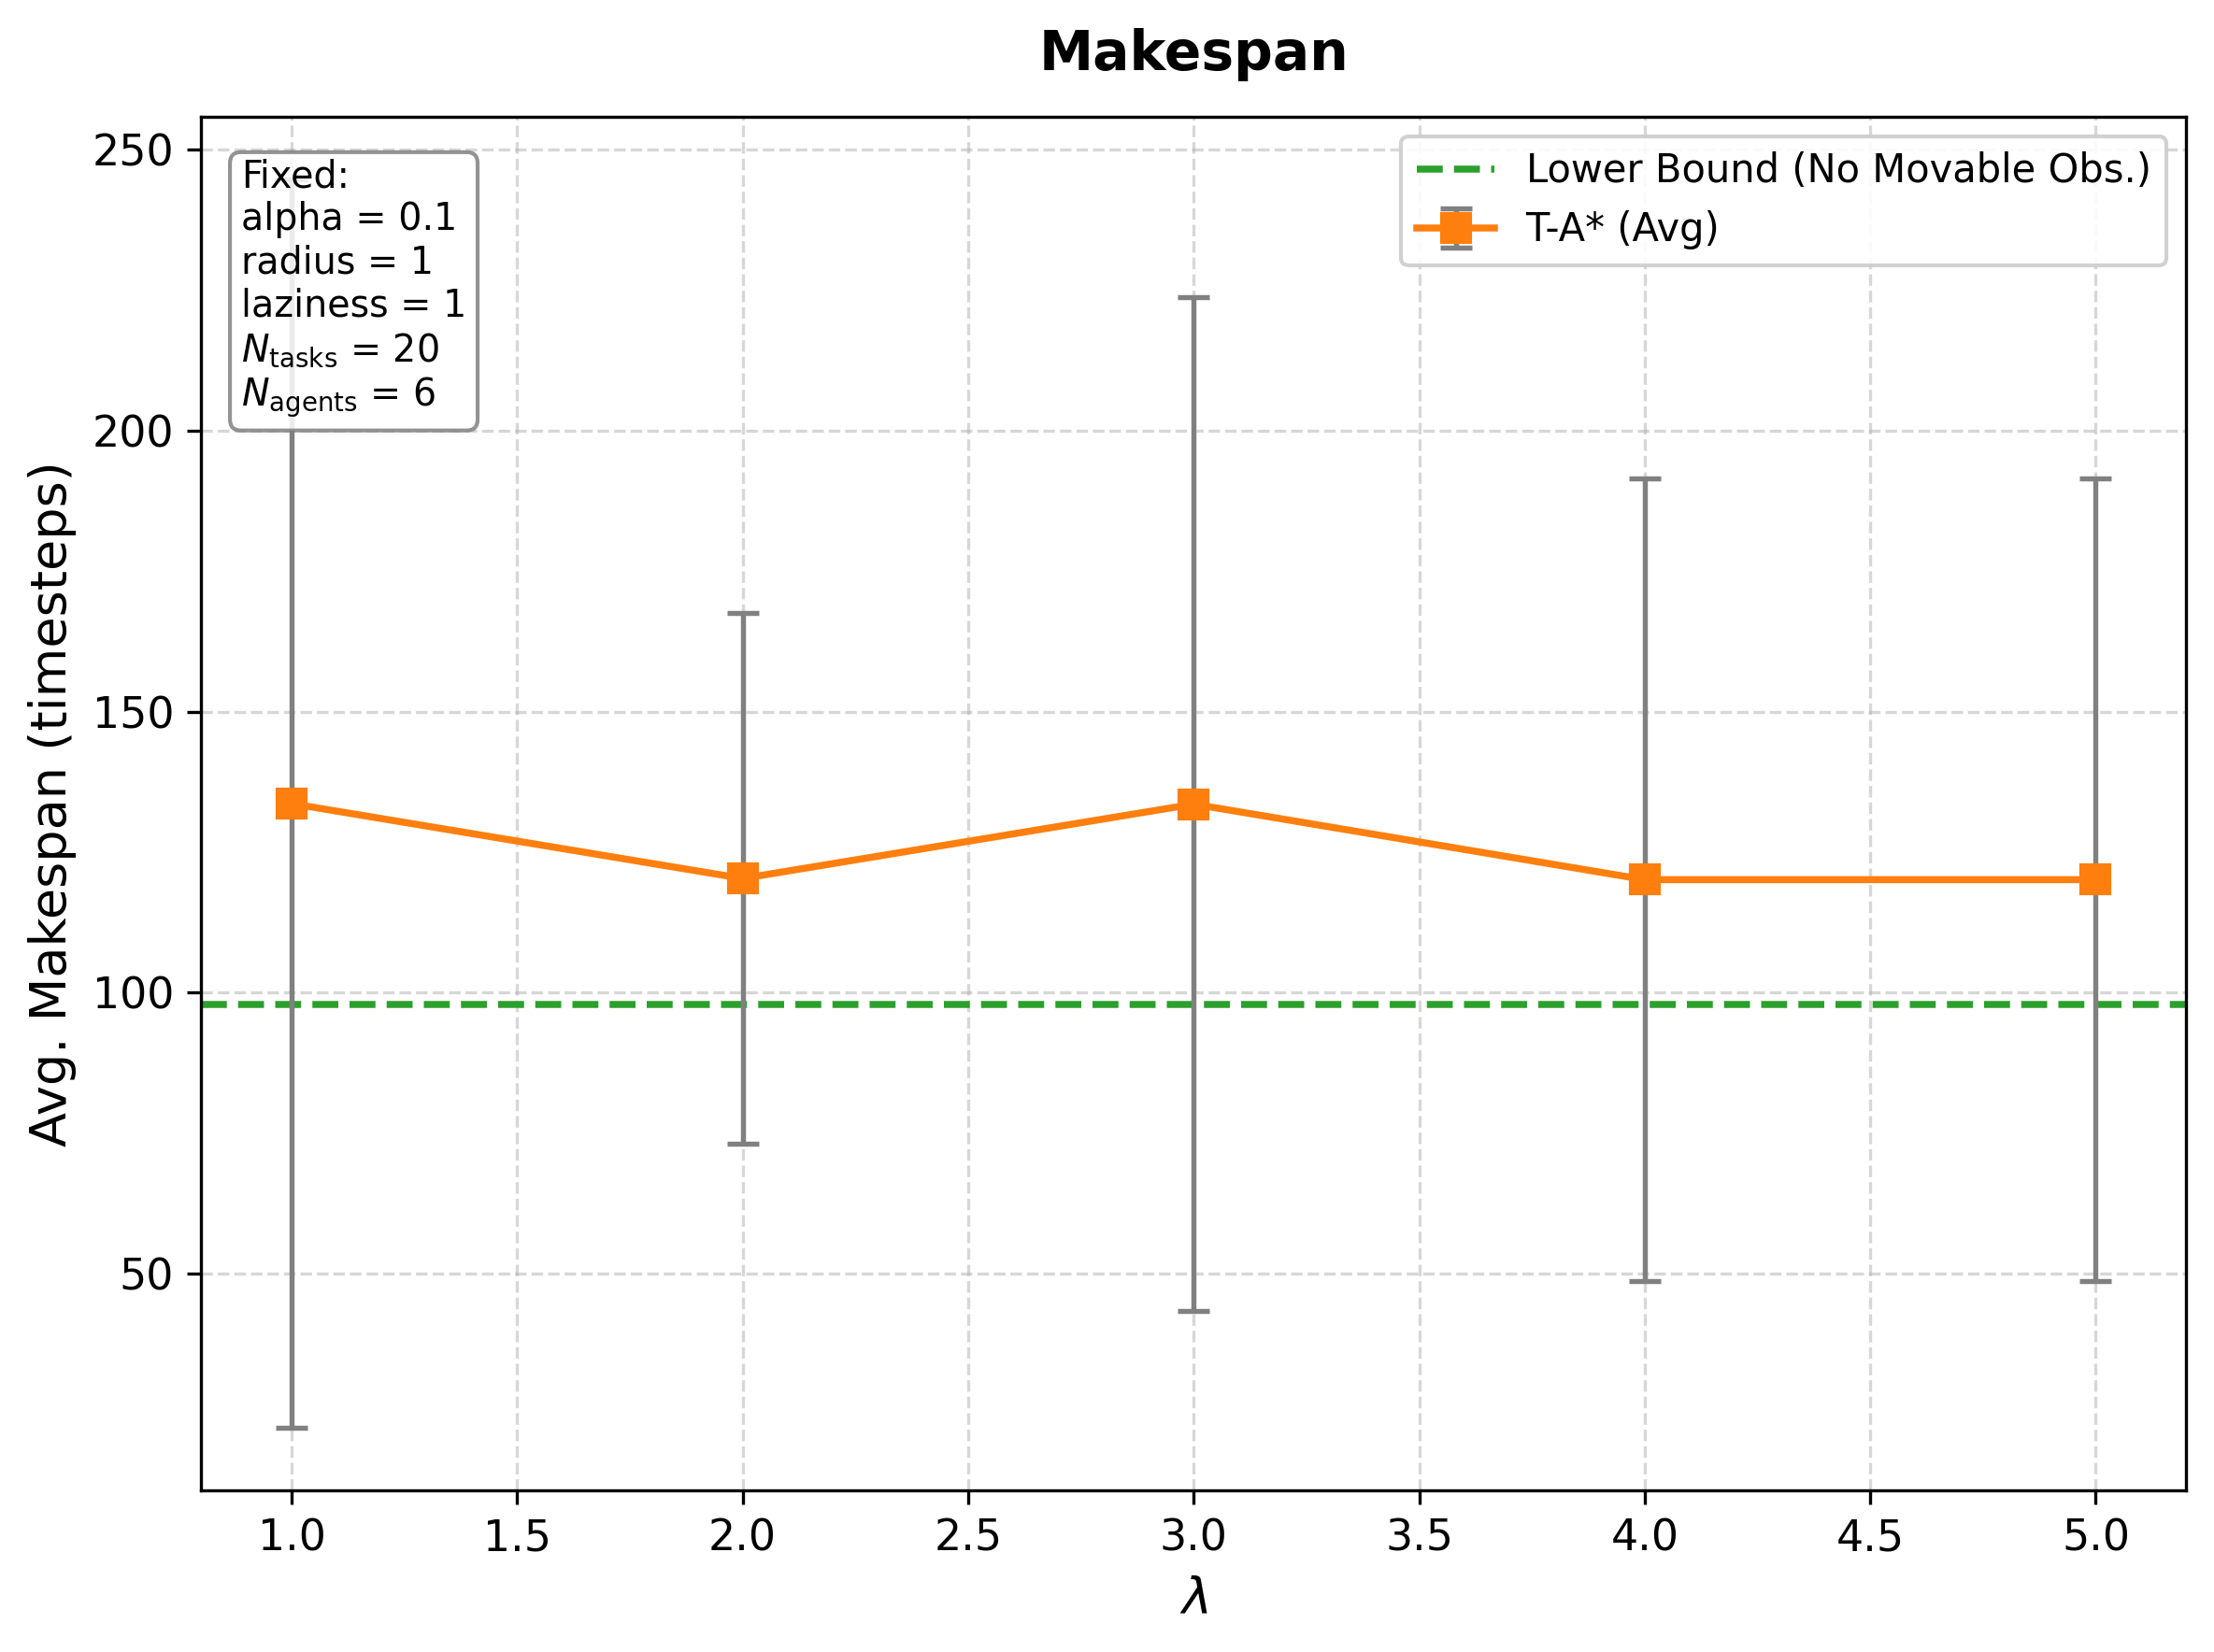 Makespan
250
200
150
100
50
Avg. Makespan (timesteps)
Fixed:
alpha = 0.1
radius = 1
laziness = 1
N_tasks = 20
N_agents = 6
Lower Bound (No Movable Obs.)
T-A* (Avg)
1.0 1.5 2.0 2.5 3.0 3.5 4.0 4.5 5.0
λ